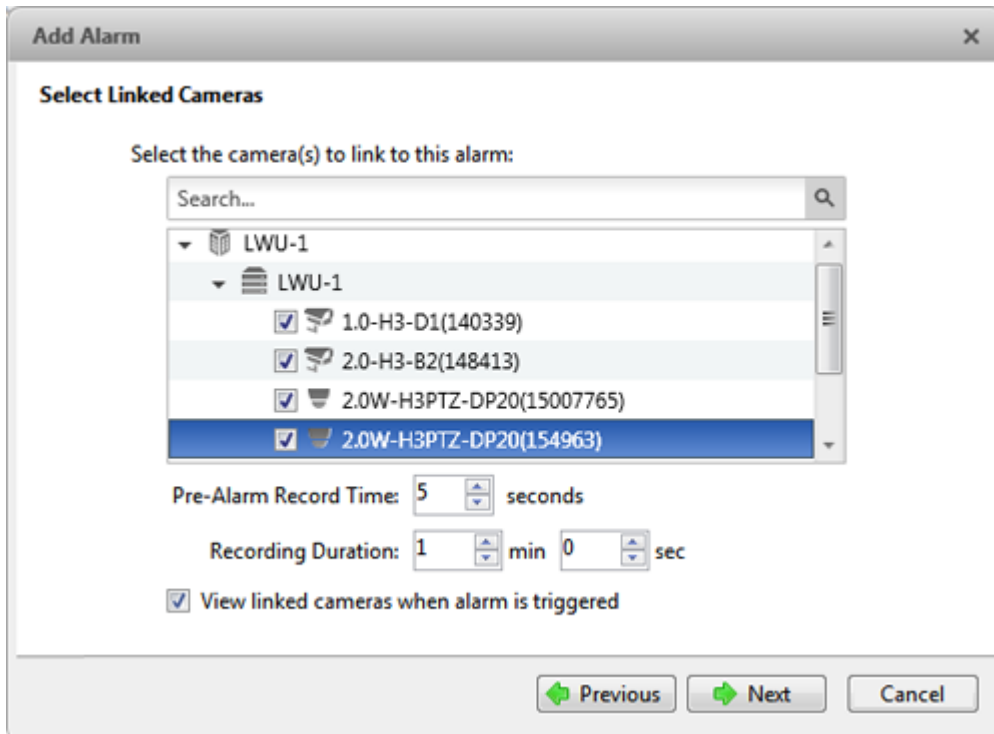 Add Alarm
Select Linked Cameras
Select the camera(s) to link to this alarm:
Search...
LWU-1
LWU-1
1.0-H3-D1(140339)
2.0-H3-B2(148413)
2.0W-H3PTZ-DP20(15007765)
2.0W-H3PTZ-DP20(154963)
Pre-Alarm Record Time: 5 seconds
Recording Duration: 1 min 0 sec
View linked cameras when alarm is triggered
Previous Next Cancel